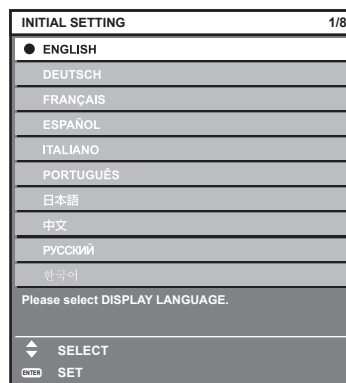 INITIAL SETTING 1/8
ENGLISH
DEUTSCH
FRANÇAIS
ESPAÑOL
ITALIANO
PORTUGUÊS
日本語
中文
РУССКИЙ
한국어
Please select DISPLAY LANGUAGE.
SELECT
ENTER SET